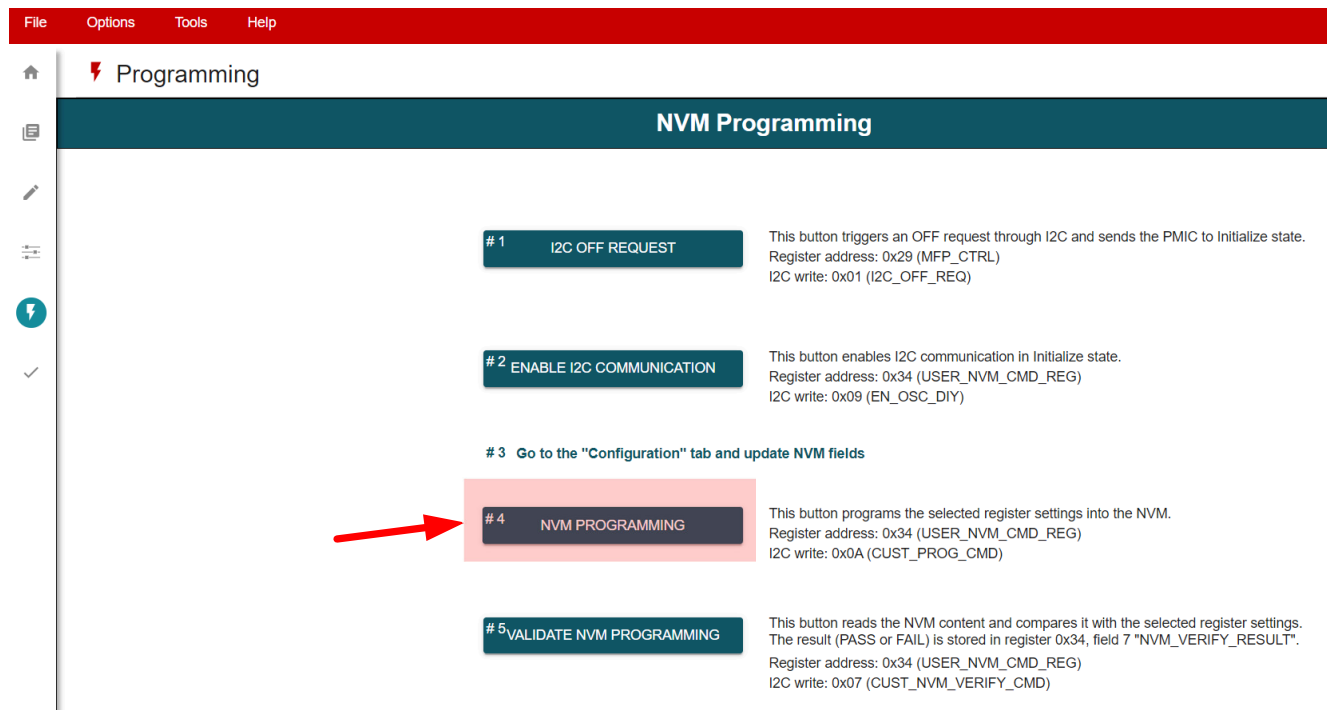 File Options Tools Help
Programming
NVM Programming
# 1 I2C OFF REQUEST
This button triggers an OFF request through I2C and sends the PMIC to Initialize state.
Register address: 0x29 (MFP_CTRL)
I2C write: 0x01 (I2C_OFF_REQ)
# 2 ENABLE I2C COMMUNICATION
This button enables I2C communication in Initialize state.
Register address: 0x34 (USER_NVM_CMD_REG)
I2C write: 0x09 (EN_OSC_DIY)
# 3 Go to the "Configuration" tab and update NVM fields
# 4 NVM PROGRAMMING
This button programs the selected register settings into the NVM.
Register address: 0x34 (USER_NVM_CMD_REG)
I2C write: 0x0A (CUST_PROG_CMD)
# 5 VALIDATE NVM PROGRAMMING
This button reads the NVM content and compares it with the selected register settings.
The result (PASS or FAIL) is stored in register 0x34, field 7 "NVM_VERIFY_RESULT".
Register address: 0x34 (USER_NVM_CMD_REG)
I2C write: 0x07 (CUST_NVM_VERIFY_CMD)